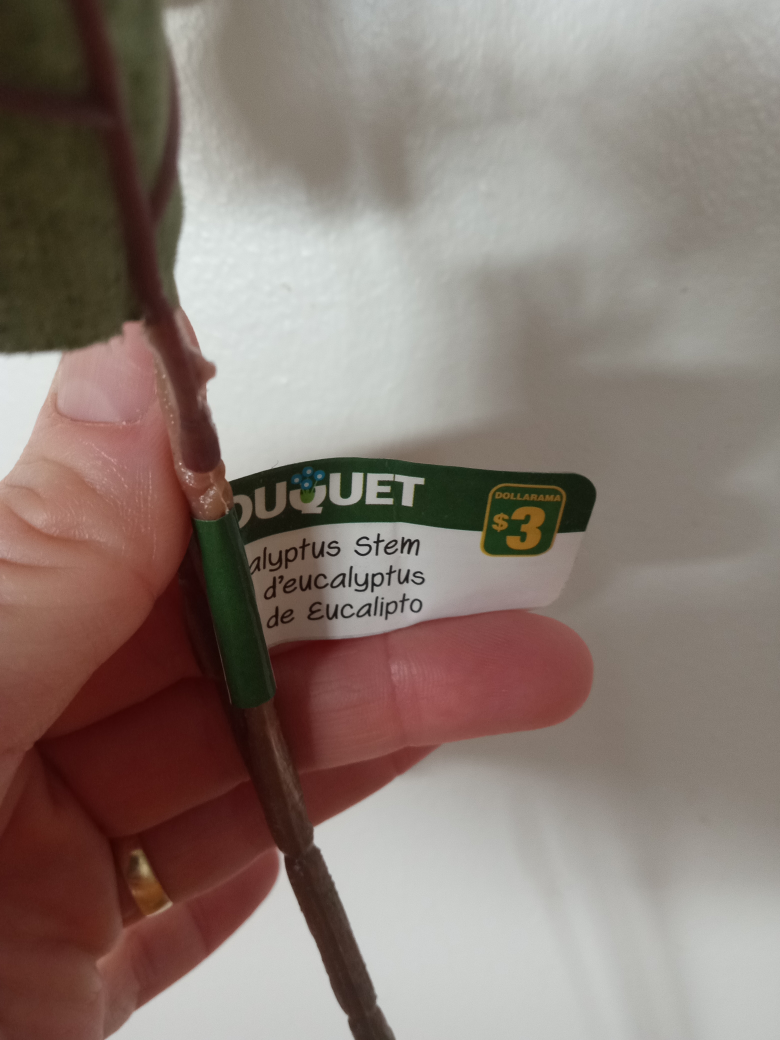 OUQUET
DOLLARAMA
$3
alyptus Stem
d'eucalyptus
de Eucalipto